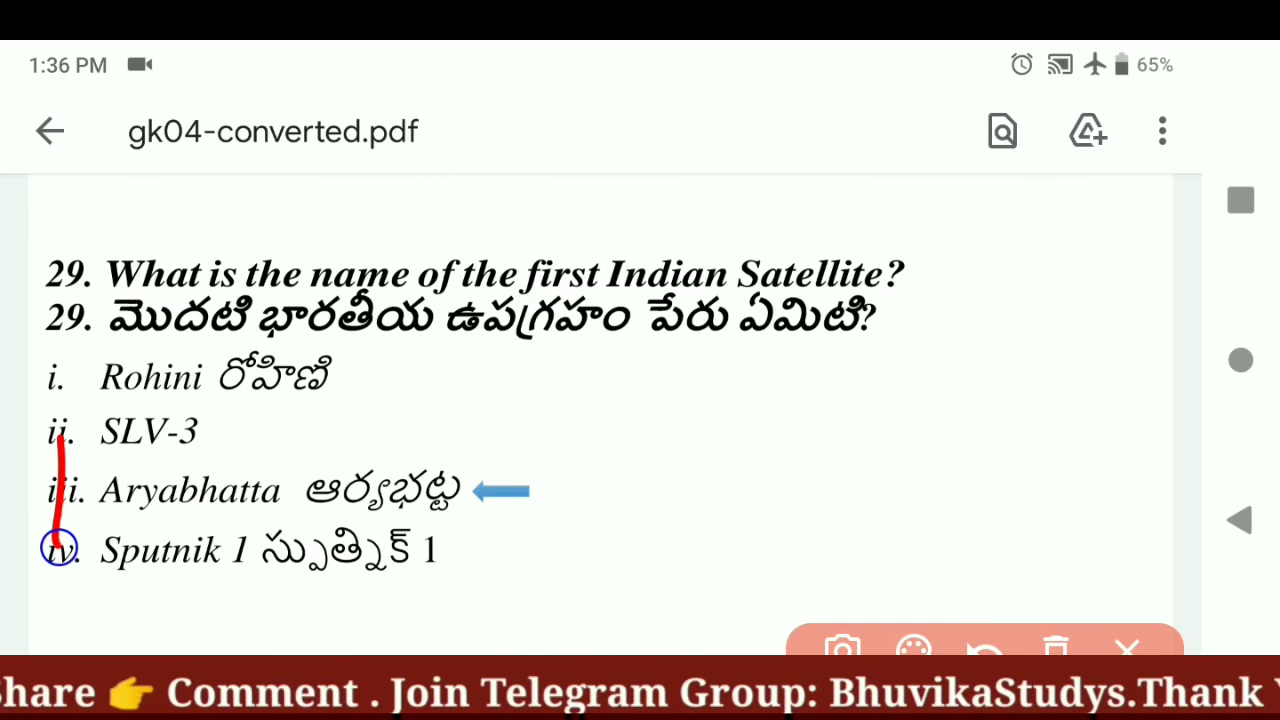 1:36 PM
65%
gk04-converted.pdf
29. What is the name of the first Indian Satellite?
29. మొదటి భారతీయ ఉపగ్రహం పేరు ఏమిటి?
i. Rohini రోహిణి
ii. SLV-3
iii. Aryabhatta ఆర్యభట్ట
iv. Sputnik 1 స్పుత్నిక్ 1
Share 👉 Comment . Join Telegram Group: BhuvikaStudys.Thank